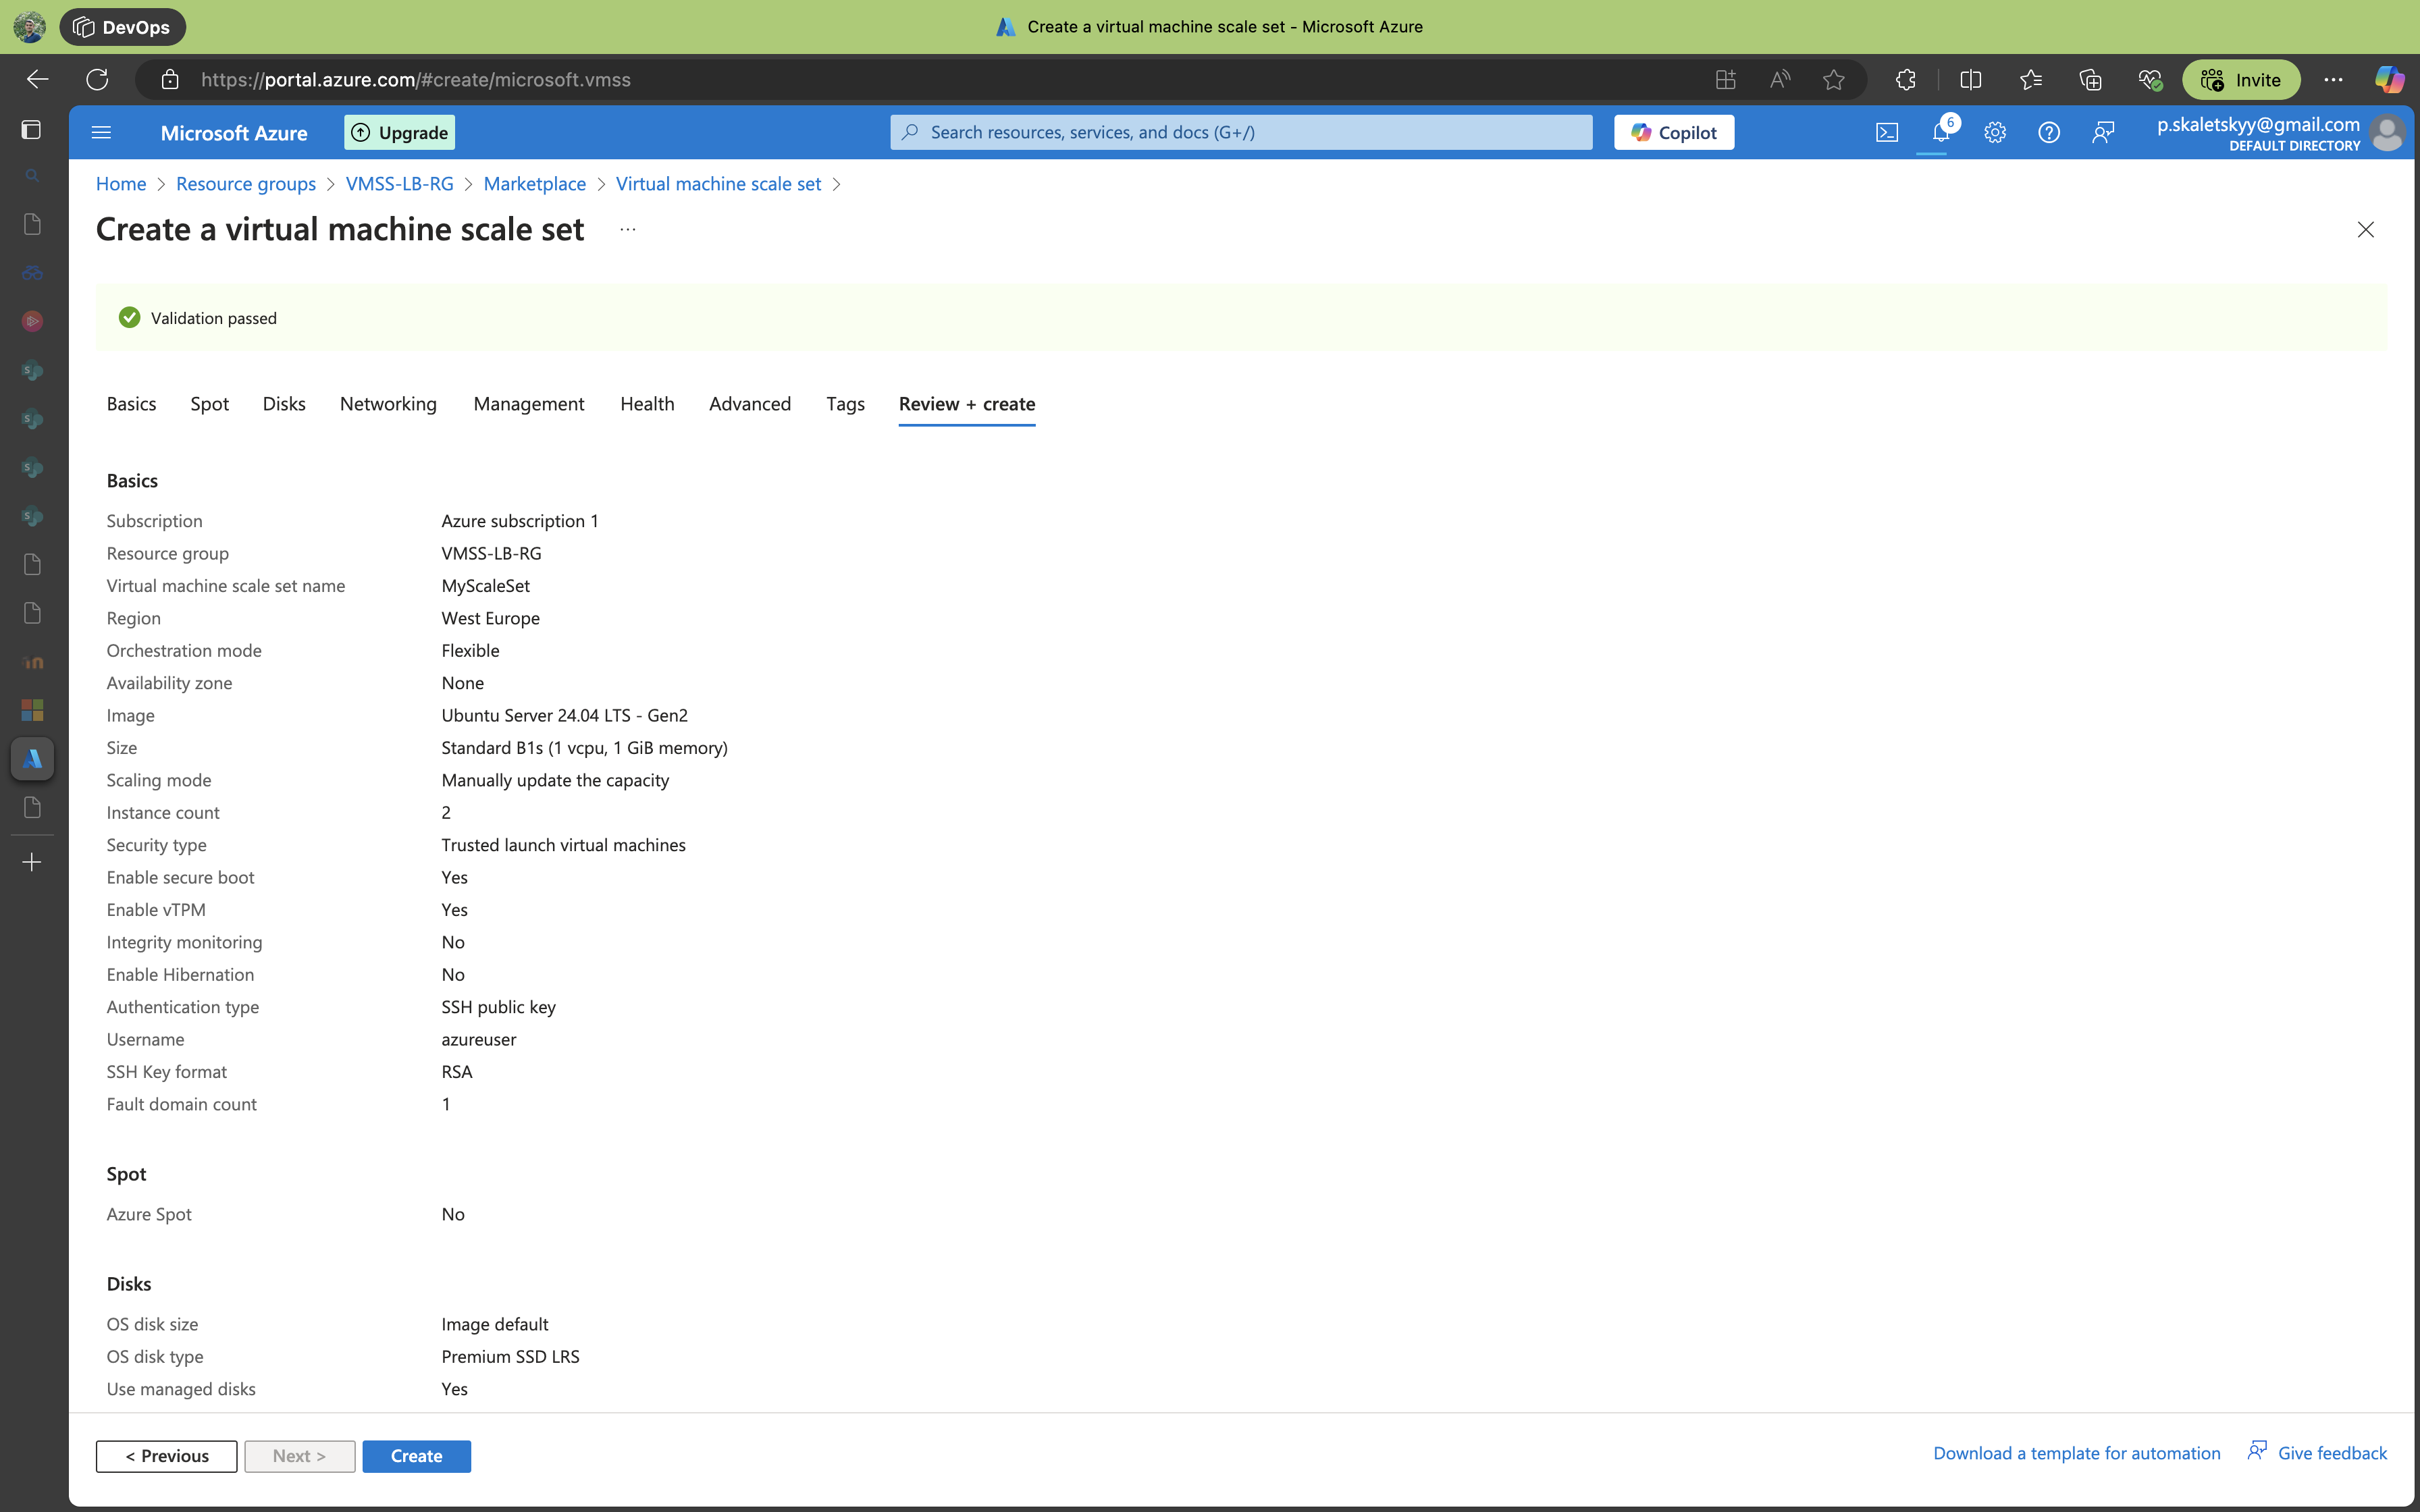 DevOps
Create a virtual machine scale set - Microsoft Azure
https://portal.azure.com/#create/microsoft.vmss
Invite
Microsoft Azure
Upgrade
Search resources, services, and docs (G+/)
Copilot
6
p.skaletskyy@gmail.com
DEFAULT DIRECTORY
Home > Resource groups > VMSS-LB-RG > Marketplace > Virtual machine scale set >
Create a virtual machine scale set ...
Validation passed
Basics Spot Disks Networking Management Health Advanced Tags Review + create
Basics
Subscription Azure subscription 1
Resource group VMSS-LB-RG
Virtual machine scale set name MyScaleSet
Region West Europe
Orchestration mode Flexible
Availability zone None
Image Ubuntu Server 24.04 LTS - Gen2
Size Standard B1s (1 vcpu, 1 GiB memory)
Scaling mode Manually update the capacity
Instance count 2
Security type Trusted launch virtual machines
Enable secure boot Yes
Enable vTPM Yes
Integrity monitoring No
Enable Hibernation No
Authentication type SSH public key
Username azureuser
SSH Key format RSA
Fault domain count 1
Spot
Azure Spot No
Disks
OS disk size Image default
OS disk type Premium SSD LRS
Use managed disks Yes
< Previous Next > Create
Download a template for automation Give feedback